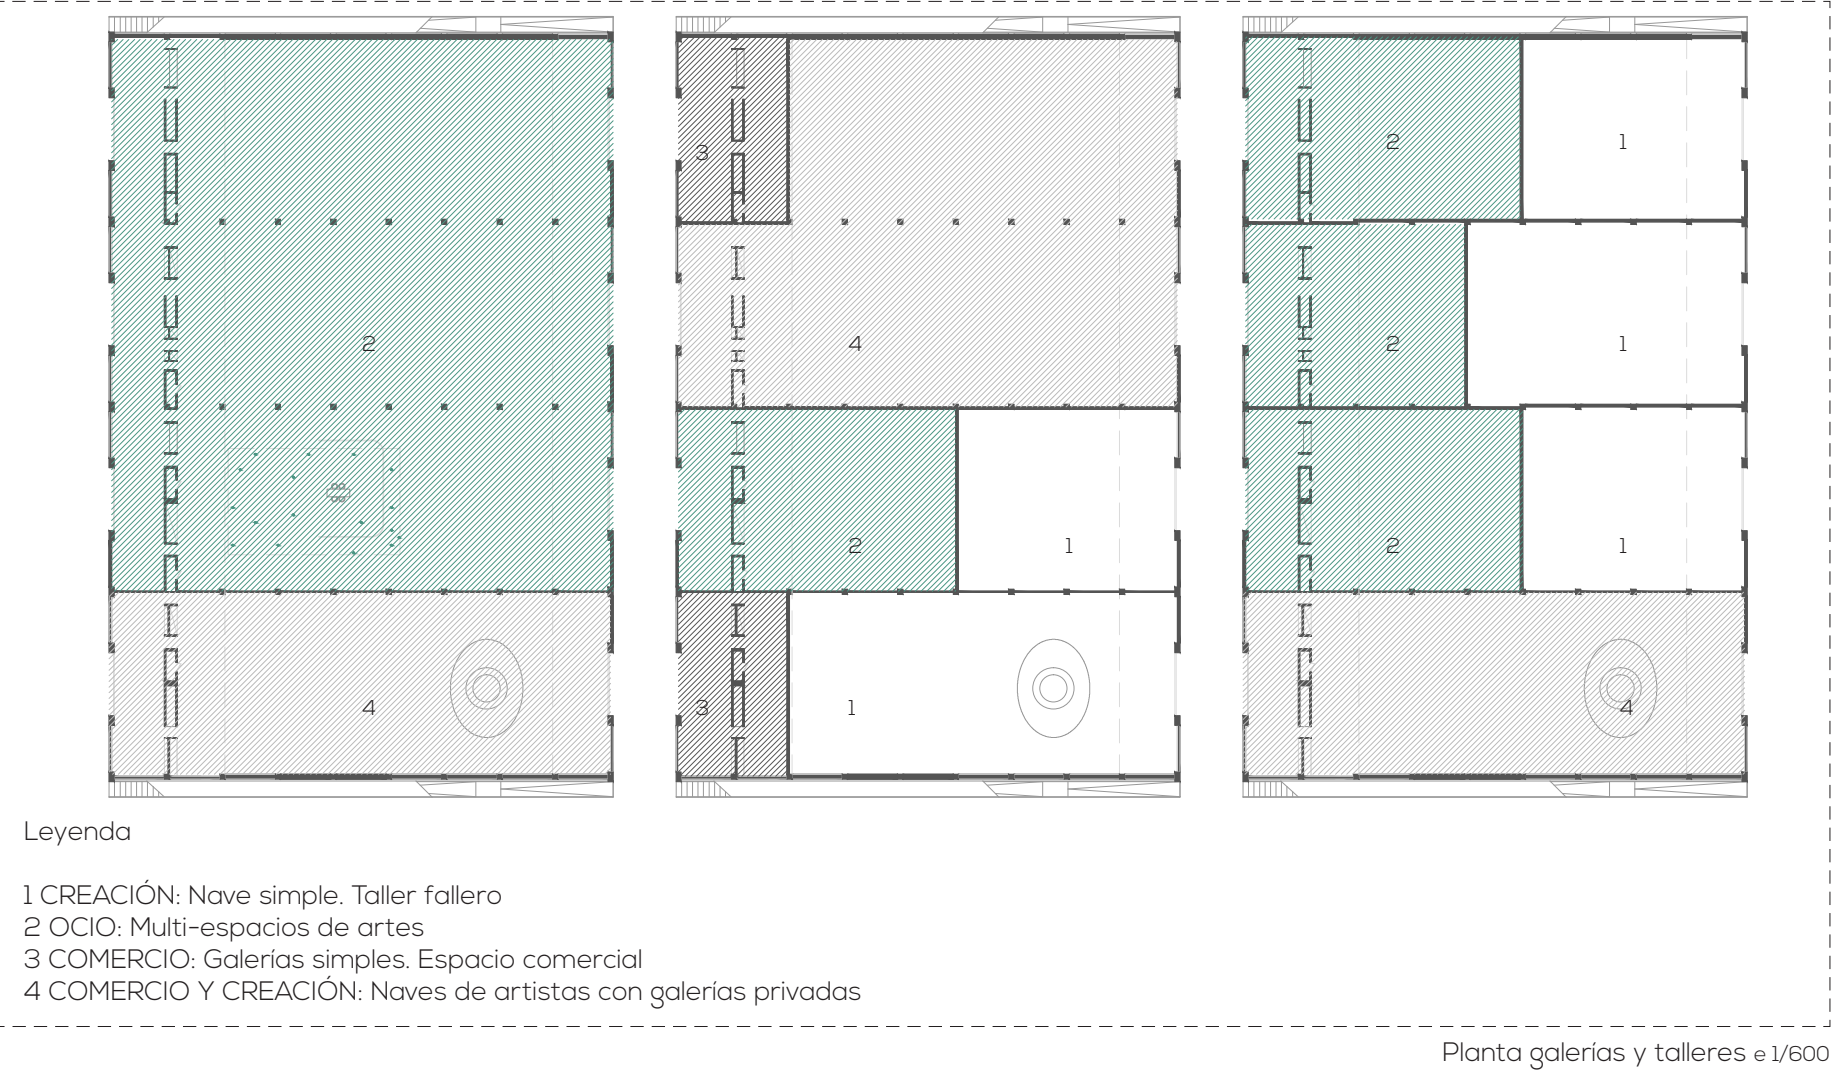 2
4
3
4
2
1
3
1
2
1
2
1
2
1
4
Leyenda
1 CREACIÓN: Nave simple. Taller fallero
2 OCIO: Multi-espacios de artes
3 COMERCIO: Galerías simples. Espacio comercial
4 COMERCIO Y CREACIÓN: Naves de artistas con galerías privadas
Planta galerías y talleres e 1/600